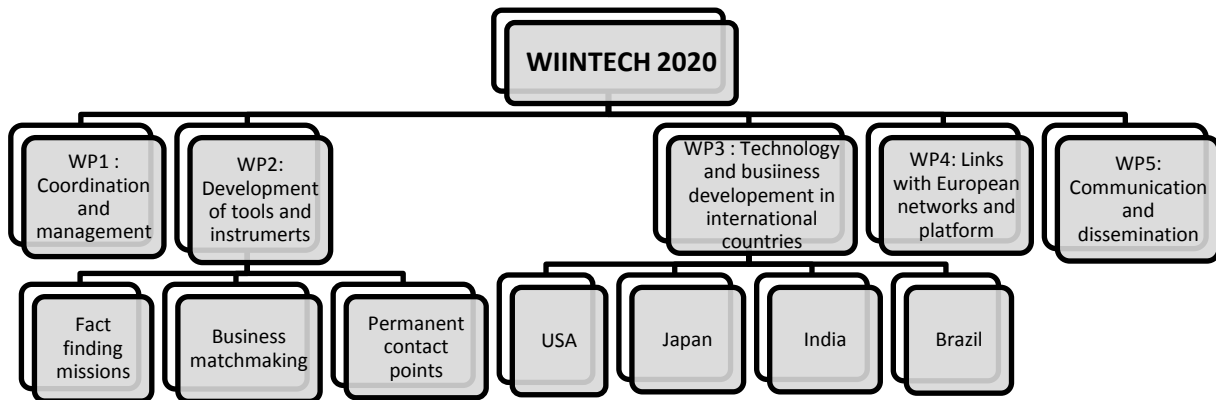 WIINTECH 2020
WP1 :
Coordination
and
management
WP2:
Development
of tools and
instrumerts
WP3 : Technology
and busiiness
developement in
international
countries
WP4: Links
with European
networks and
platform
WP5:
Communication
and
dissemination
Fact
finding
missions
Business
matchmaking
Permanent
contact
points
USA
Japan
India
Brazil